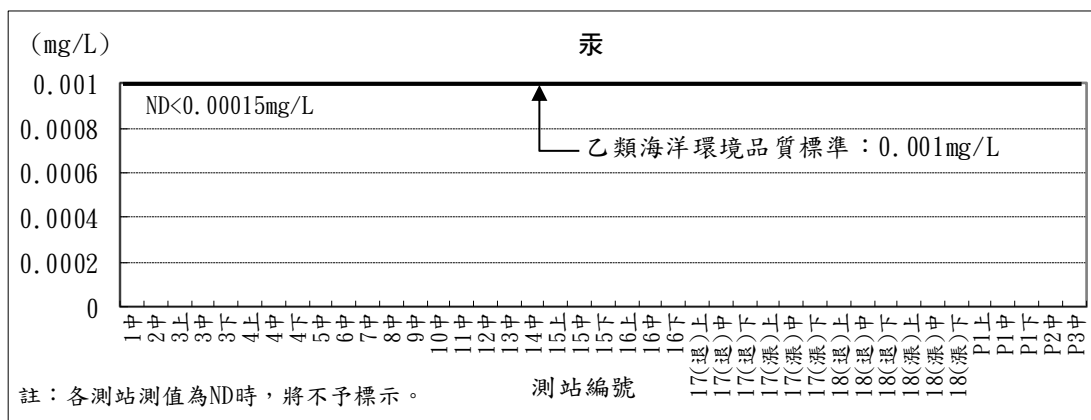 (mg/L)
汞
0.001
ND<0.00015mg/L
0.0008
乙類海洋環境品質標準：0.001mg/L
0.0006
0.0004
0.0002
0
1中
2中
3上
3中
3下
4上
4中
4下
5中
6中
7中
8中
9中
10中
11中
12中
13中
14中
15上
15中
15下
16上
16中
16下
17(退)上
17(退)中
17(退)下
17(漲)上
17(漲)中
17(漲)下
18(退)上
18(退)中
18(退)下
18(漲)上
18(漲)中
18(漲)下
P1上
P1中
P1下
P2中
P3中
測站編號
註：各測站測值為ND時，將不予標示。